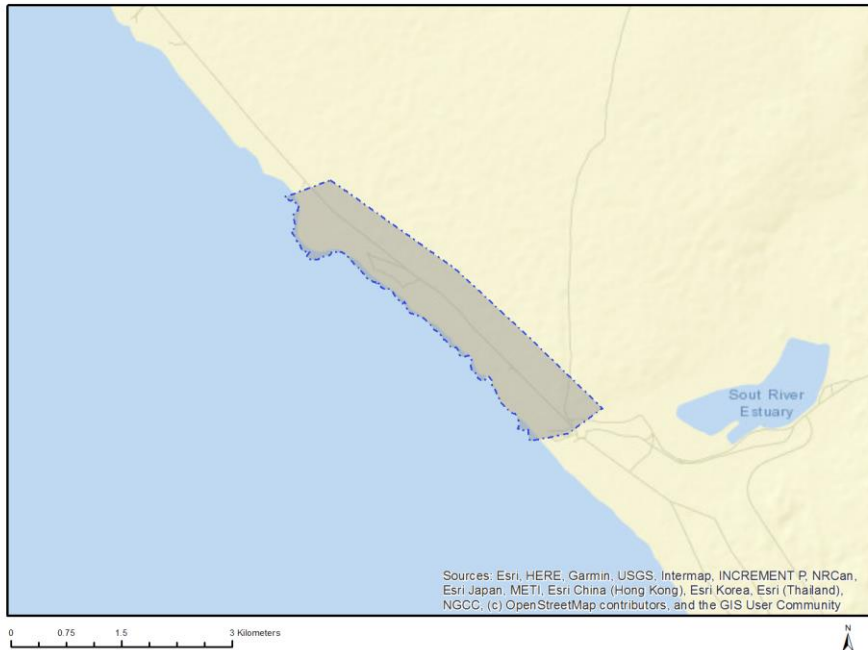 Sout River
Estuary
Sources: Esri, HERE, Garmin, USGS, Intermap, INCREMENT P, NRCan,
Esri Japan, METI, Esri China (Hong Kong), Esri Korea, Esri (Thailand),
NGCC, (c) OpenStreetMap contributors, and the GIS User Community
0 0.75 1.5 3 Kilometers
N